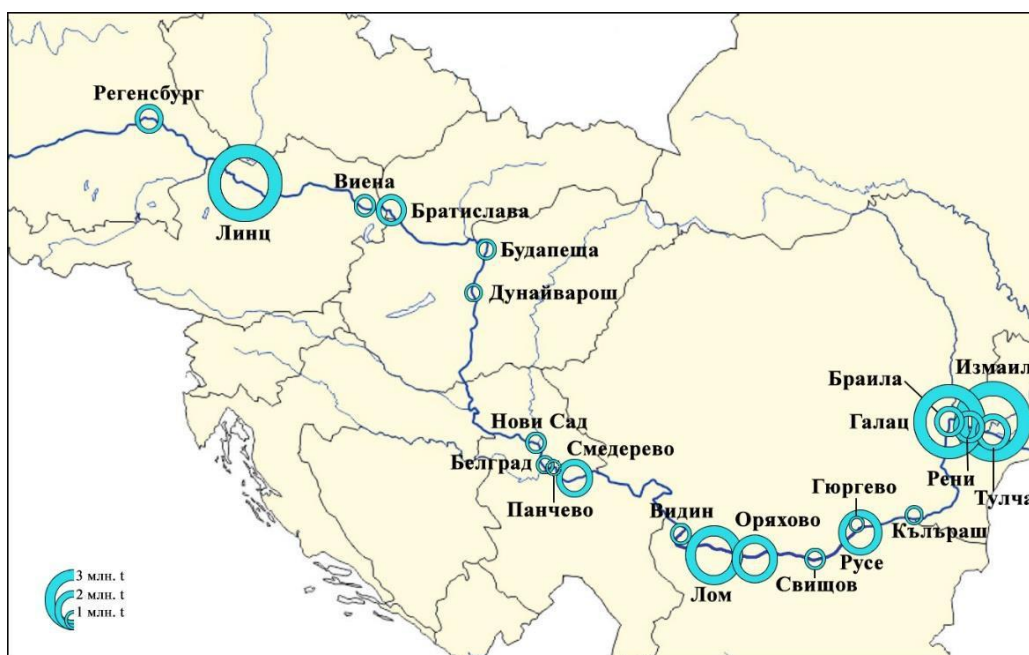 Регенсбург
Линц
Виена
Братислава
Будапеща
Дунайварош
Нови Сад
Белград
Смедерево
Панчево
Видин
Лом
Оряхово
Свищов
Гюргево
Русе
Кълъраш
Браила
Галац
Измаил
Рени
Тулча
3 млн. t
2 млн. t
1 млн. t